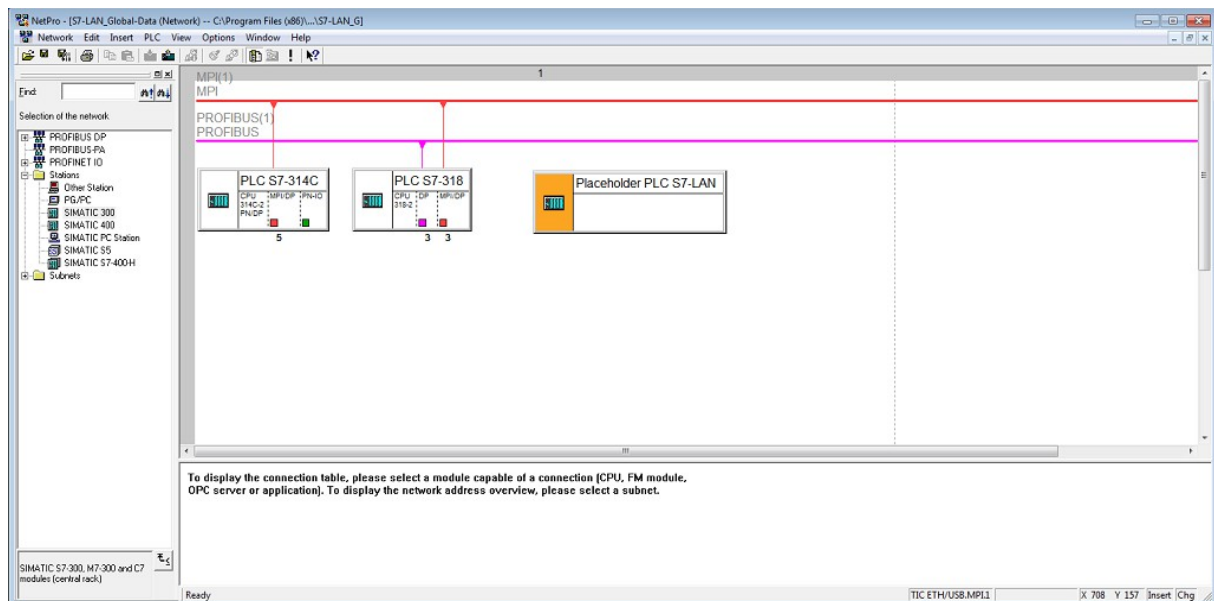 NetPro - [S7-LAN_Global-Data (Network) -- C:\Program Files (x86)\...\S7-LAN_G]
Network Edit Insert PLC View Options Window Help
Find:
Selection of the network
PROFIBUS DP
PROFIBUS-PA
PROFINET IO
Stations
Other Station
PG/PC
SIMATIC 300
SIMATIC 400
SIMATIC PC Station
SIMATIC S5
SIMATIC S7-400-H
Subnets
SIMATIC S7-300, M7-300 and C7
modules (central rack)
1
MPI(1)
MPI
PROFIBUS(1)
PROFIBUS
PLC S7-314C
CPU MPI/DP PN-IO
314C-2
PN/DP
5
PLC S7-318
CPU DP MPI/DP
318-2
3 3
Placeholder PLC S7-LAN
To display the connection table, please select a module capable of a connection (CPU, FM module,
OPC server or application). To display the network address overview, please select a subnet.
Ready TIC ETH/USB.MPI.1 X 708 Y 157 Insert Chg